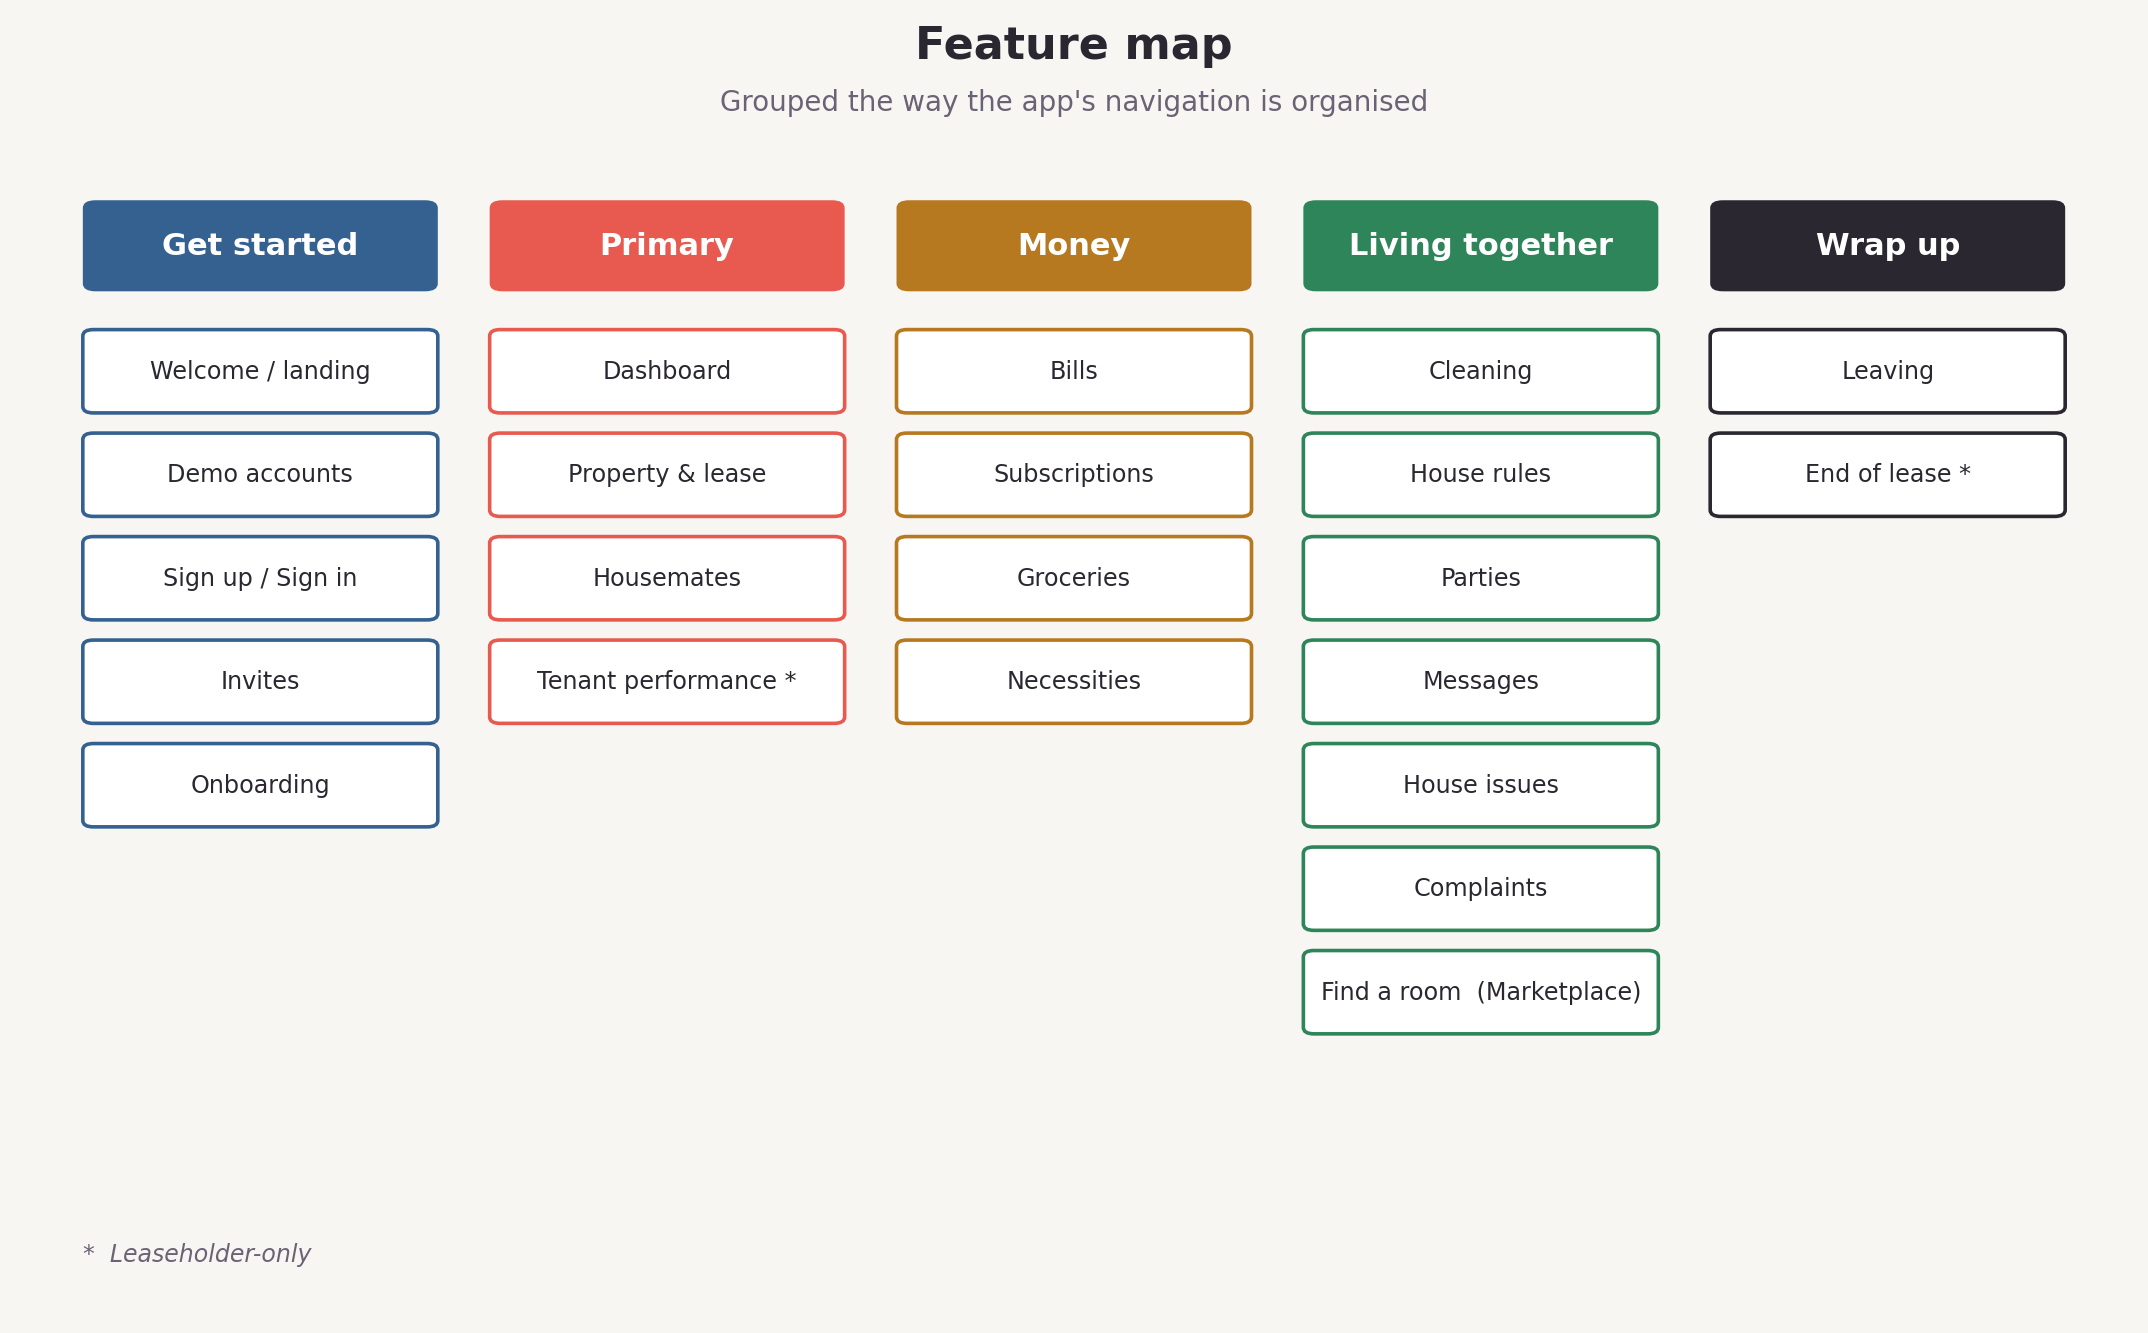 Feature map
Grouped the way the app's navigation is organised
Get started
Welcome / landing
Demo accounts
Sign up / Sign in
Invites
Onboarding
Primary
Dashboard
Property & lease
Housemates
Tenant performance *
Money
Bills
Subscriptions
Groceries
Necessities
Living together
Cleaning
House rules
Parties
Messages
House issues
Complaints
Find a room  (Marketplace)
Wrap up
Leaving
End of lease *
*  Leaseholder-only